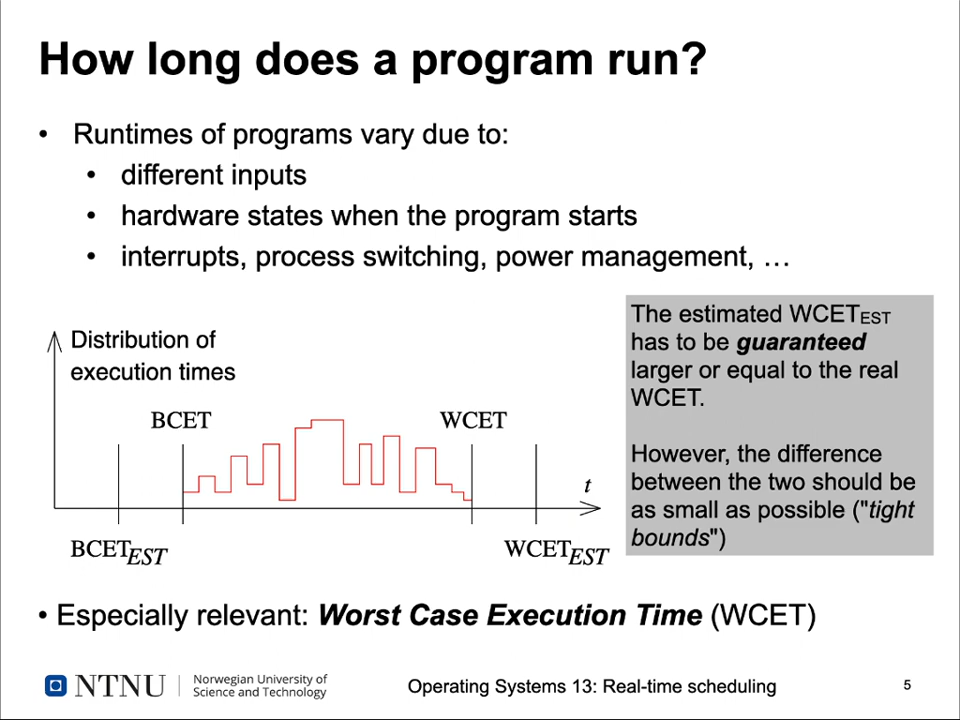 How long does a program run?
• Runtimes of programs vary due to:
• different inputs
• hardware states when the program starts
• interrupts, process switching, power management, …
Distribution of
execution times
BCET
WCET
t
BCETEST
WCETEST
The estimated WCETEST
has to be guaranteed
larger or equal to the real
WCET.
However, the difference
between the two should be
as small as possible ("tight
bounds")
• Especially relevant: Worst Case Execution Time (WCET)
NTNU
Norwegian University of
Science and Technology
Operating Systems 13: Real-time scheduling
5